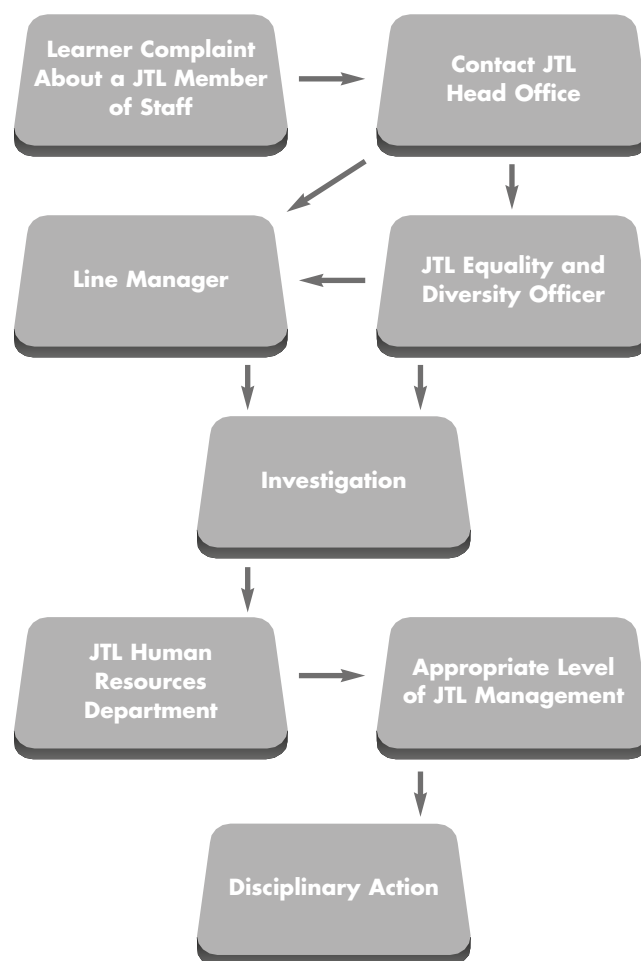 Learner Complaint
About a JTL Member
of Staff
Contact JTL
Head Office
Line Manager
JTL Equality and
Diversity Officer
Investigation
JTL Human
Resources
Department
Appropriate Level
of JTL Management
Disciplinary Action